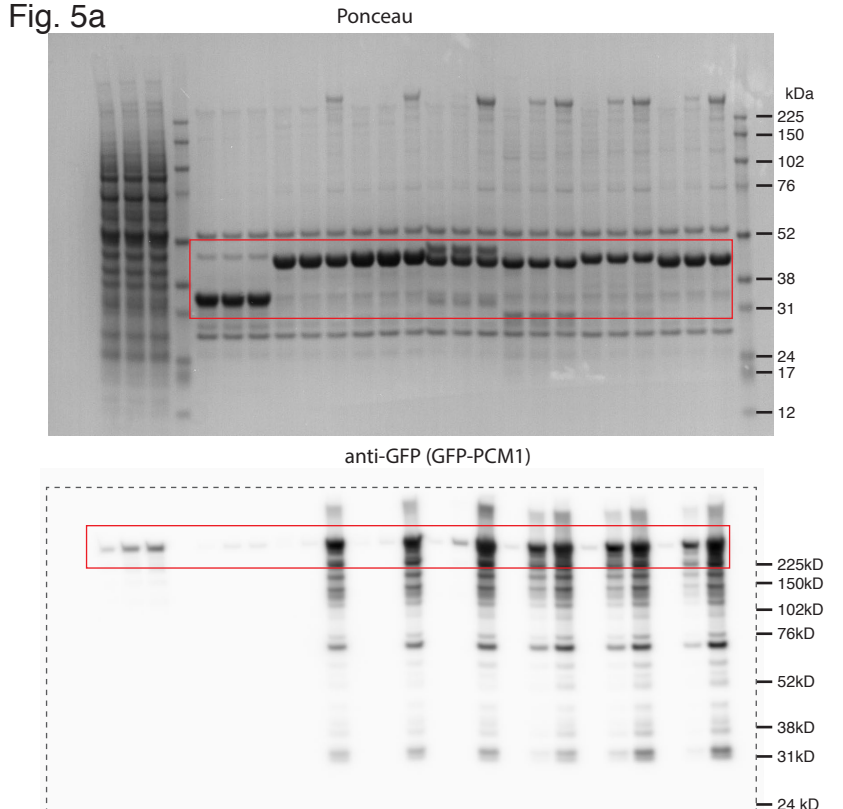 Fig. 5a
Ponceau
kDa
225
150
102
76
52
38
31
24
17
12
anti-GFP (GFP-PCM1)
225kD
150kD
102kD
76kD
52kD
38kD
31kD
24 kD